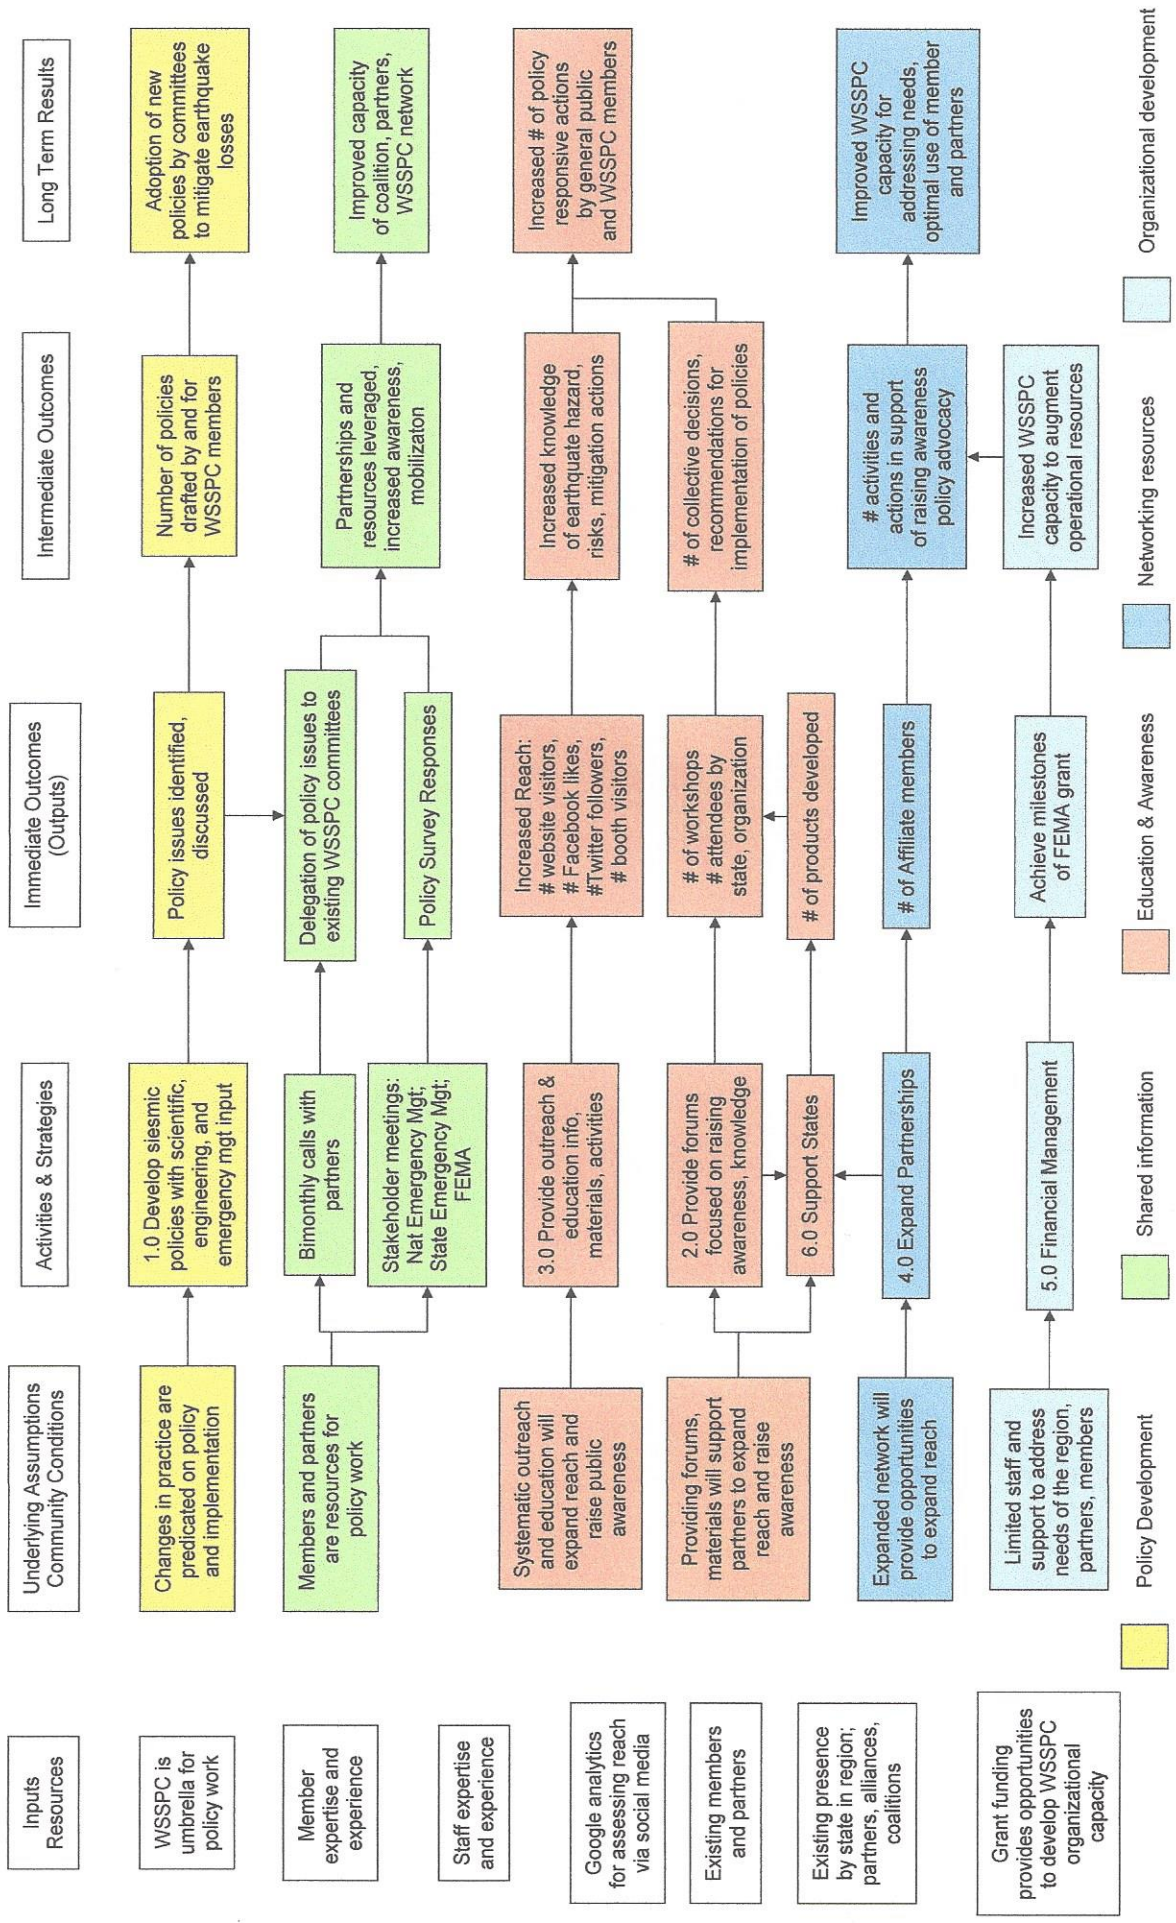 Inputs
Resources
Underlying Assumptions
Community Conditions
Activities & Strategies
Immediate Outcomes
(Outputs)
Intermediate Outcomes
Long Term Results
WSSPC is
umbrella for
policy work
Changes in practice are
predicated on policy
and implementation
1.0 Develop siesmic
policies with scientific,
engineering, and
emergency mgt input
Policy issues identified,
discussed
Number of policies
drafted by and for
WSSPC members
Adoption of new
policies by committees
to mitigate earthquake
losses
Member
expertise and
experience
Members and partners
are resources for
policy work
Bimonthly calls with
partners
Delegation of policy issues to
existing WSSPC committees
Partnerships and
resources leveraged,
increased awareness,
mobilizaton
Improved capacity
of coalition, partners,
WSSPC network
Stakeholder meetings:
Nat Emergency Mgt;
State Emergency Mgt;
FEMA
Policy Survey Responses
Staff expertise
and experience
Systematic outreach
and education will
expand reach and
raise public
awareness
3.0 Provide outreach &
education info,
materials, activities
Increased Reach:
# website visitors,
# Facebook likes,
#Twitter followers,
# booth visitors
Increased knowledge
of earthquate hazard,
risks, mitigation actions
Increased # of policy
responsive actions
by general public
and WSSPC members
Google analytics
for assessing reach
via social media
Existing members
and partners
Providing forums,
materials will support
partners to expand
reach and raise
awareness
2.0 Provide forums
focused on raising
awareness, knowledge
# of workshops
# attendees by
state, organization
# of collective decisions,
recommendations for
implementation of policies
6.0 Support States
# of products developed
Existing presence
by state in region;
partners, alliances,
coalitions
Expanded network will
provide opportunities
to expand reach
4.0 Expand Partnerships
# of Affiliate members
# activities and
actions in support
of raising awareness
policy advocacy
Improved WSSPC
capacity for
addressing needs,
optimal use of member
and partners
Grant funding
provides opportunities
to develop WSSPC
organizational
capacity
Limited staff and
support to address
needs of the region,
partners, members
5.0 Financial Management
Achieve milestones
of FEMA grant
Increased WSSPC
capacity to augment
operational resources
Policy Development
Shared information
Education & Awareness
Networking resources
Organizational development